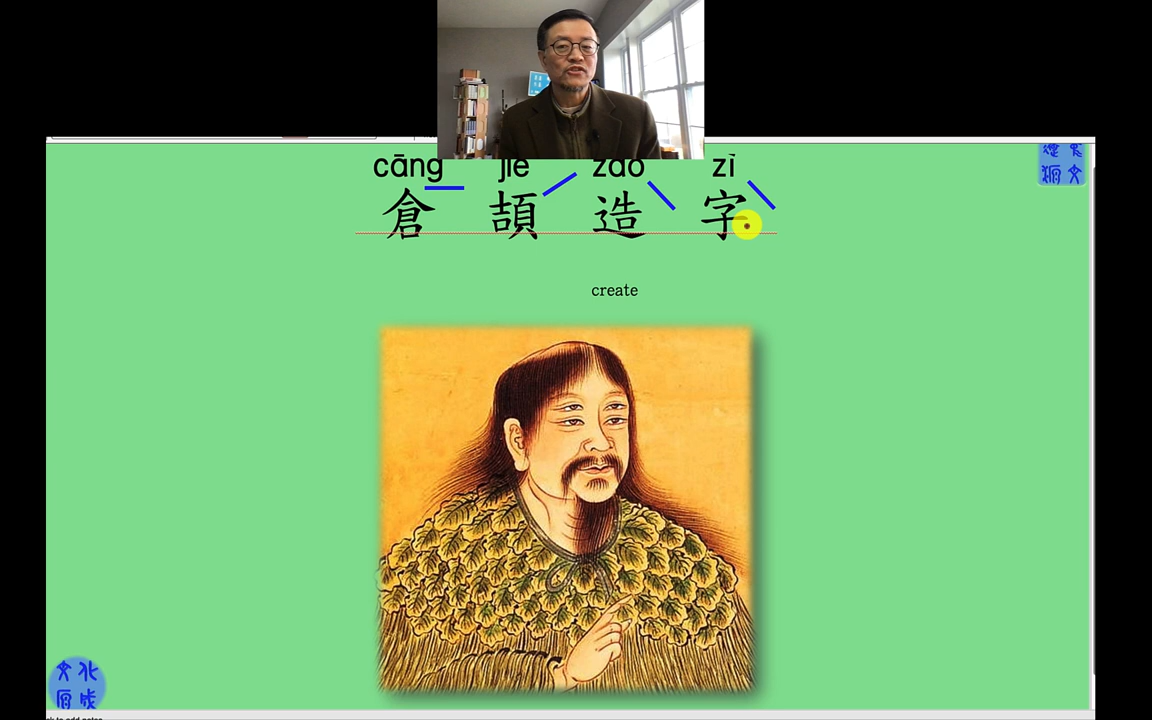 cāng jié zào zì
倉頡造字
create